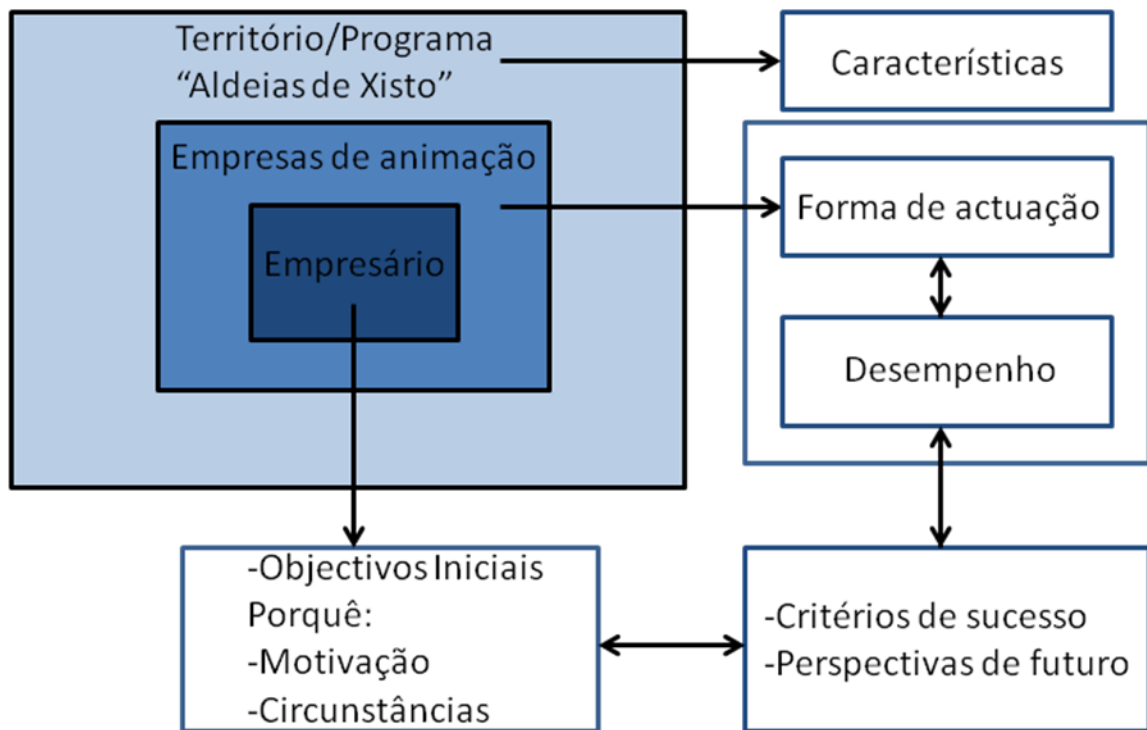 Território/Programa
“Aldeias de Xisto”
Características
Empresas de animação
Forma de actuação
Empresário
Desempenho
-Objectivos Iniciais
Porquê:
-Motivação
-Circunstâncias
-Critérios de sucesso
-Perspectivas de futuro